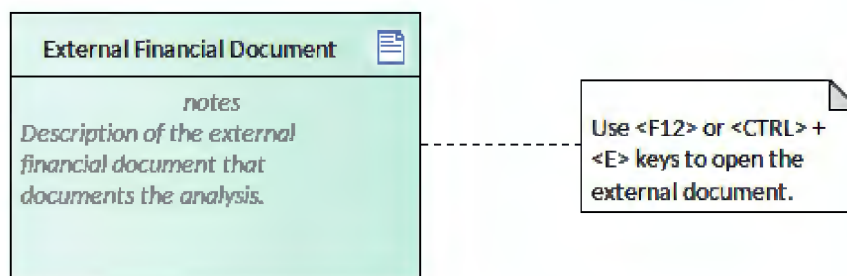 External Financial Document
notes
Description of the external
financial document that
documents the analysis.
Use <F12> or <CTRL> +
<E> keys to open the
external document.